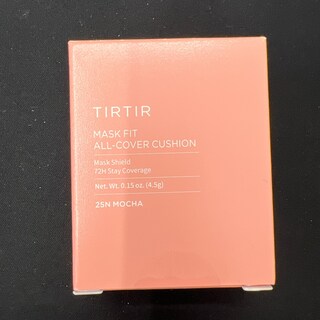 TIRTIR
MASK FIT
ALL-COVER CUSHION
Mask Shield
72H Stay Coverage
Net. Wt. 0.15 oz. (4.5g)
25N MOCHA